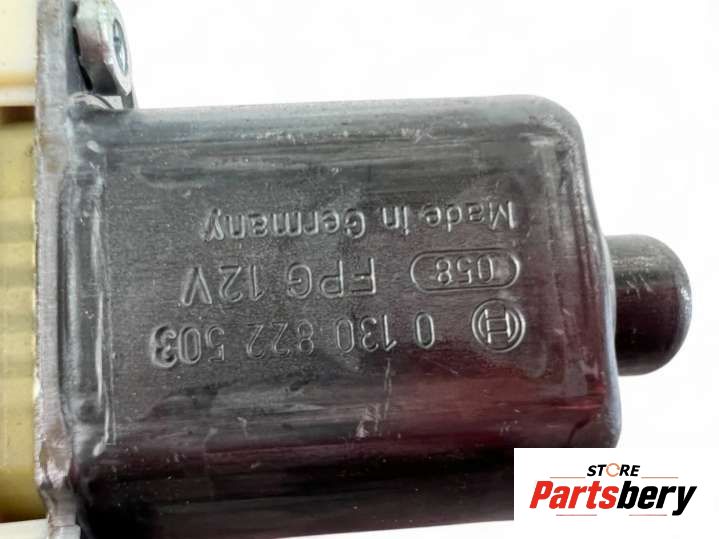 0 130 822 503
058 FPG 12V
Made in Germany
STORE
Partsbery